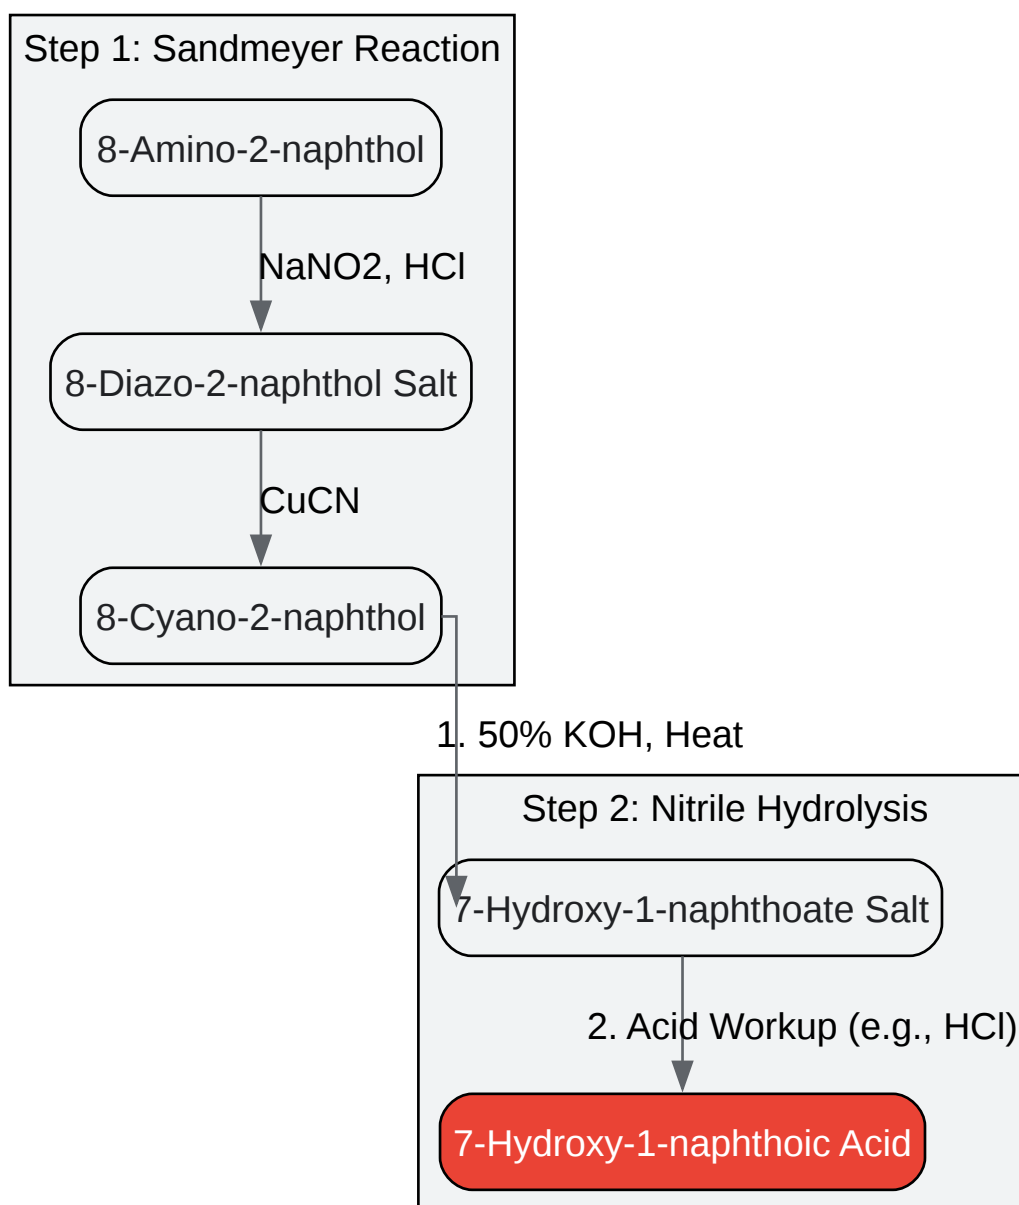 Step 1: Sandmeyer Reaction
8-Amino-2-naphthol
NaNO2, HCl
8-Diazo-2-naphthol Salt
CuCN
8-Cyano-2-naphthol
1. 50% KOH, Heat
Step 2: Nitrile Hydrolysis
7-Hydroxy-1-naphthoate Salt
2. Acid Workup (e.g., HCl)
7-Hydroxy-1-naphthoic Acid